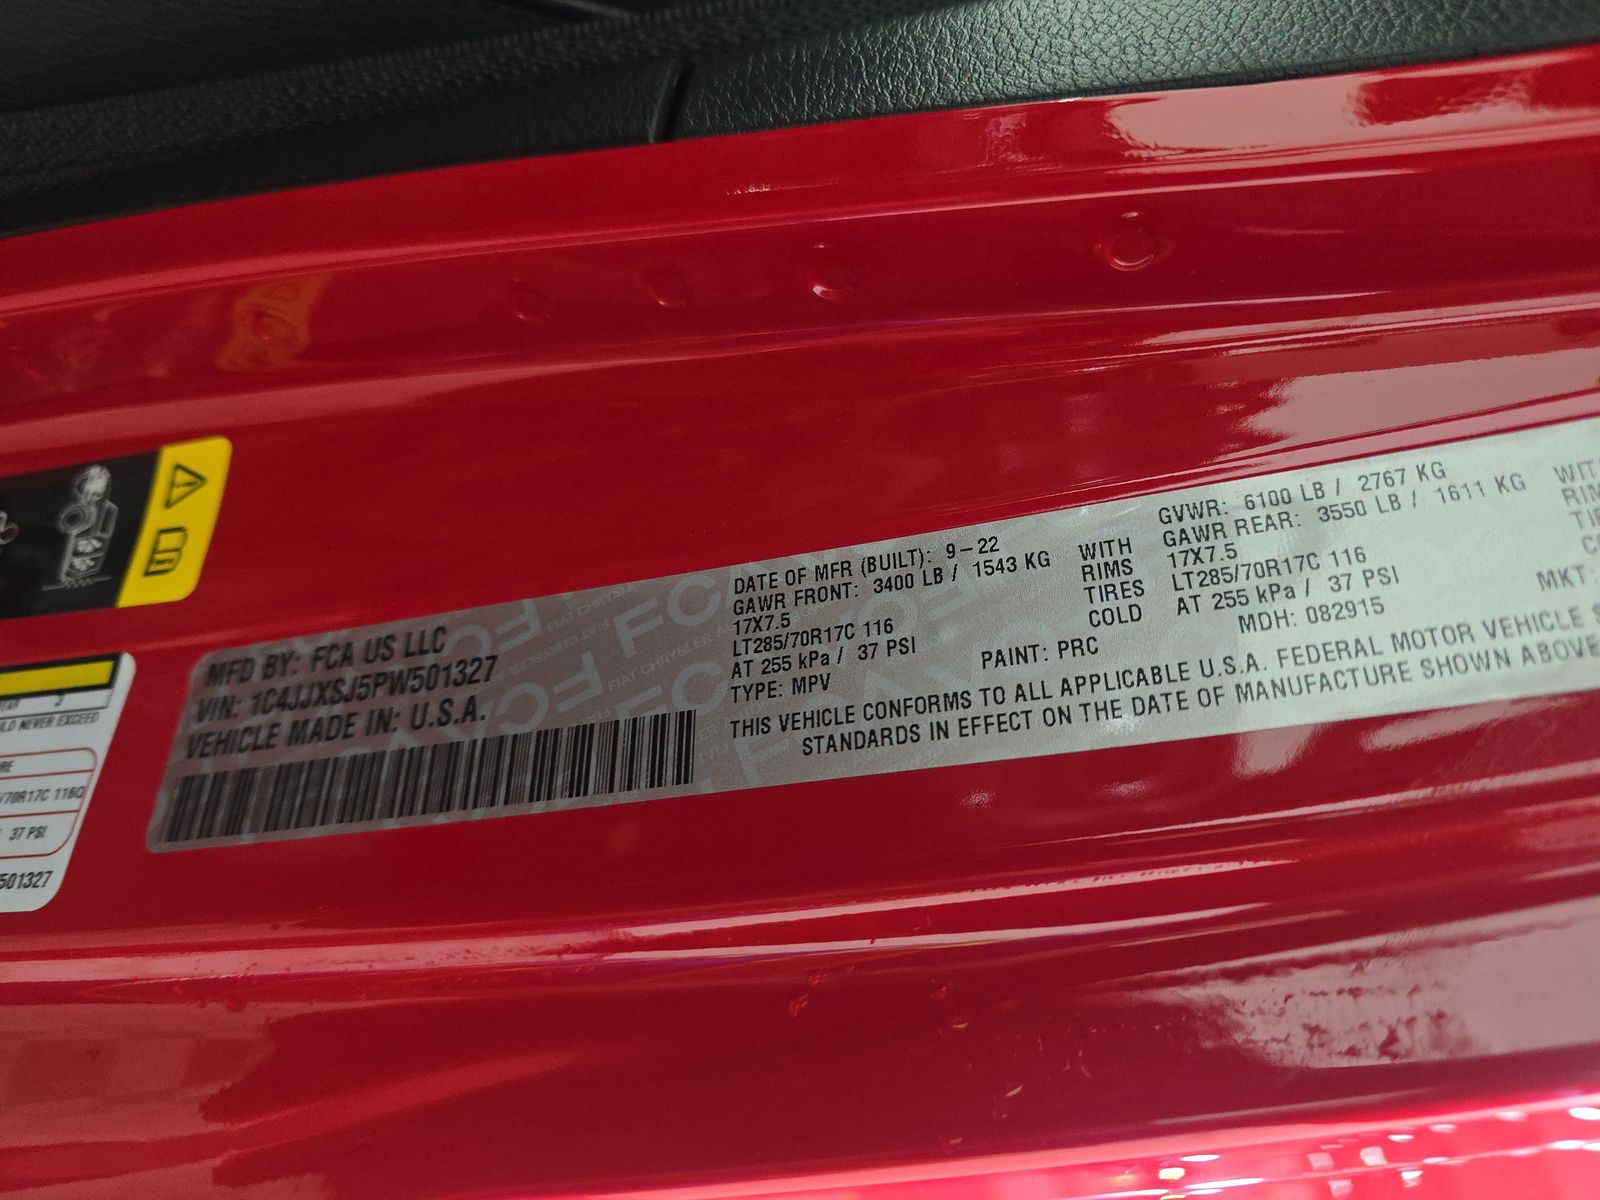 MFD BY: FCA US LLC
VIN: 1C4JJXSJ5PW501327
VEHICLE MADE IN: U.S.A.
DATE OF MFR (BUILT): 9-22
GAWR FRONT: 3400 LB / 1543 KG
17X7.5
LT285/70R17C 116
AT 255 kPa / 37 PSI
TYPE: MPV
PAINT: PRC
WITH
RIMS
TIRES
COLD
GVWR: 6100 LB / 2767 KG
GAWR REAR: 3550 LB / 1611 KG
17X7.5
LT285/70R17C 116
AT 255 kPa / 37 PSI
MDH: 082915
MKT:
THIS VEHICLE CONFORMS TO ALL APPLICABLE U.S.A. FEDERAL MOTOR VEHICLE S
STANDARDS IN EFFECT ON THE DATE OF MANUFACTURE SHOWN ABOVE
NEVER EXCEED
/70R17C 116Q
37 PSI
501327